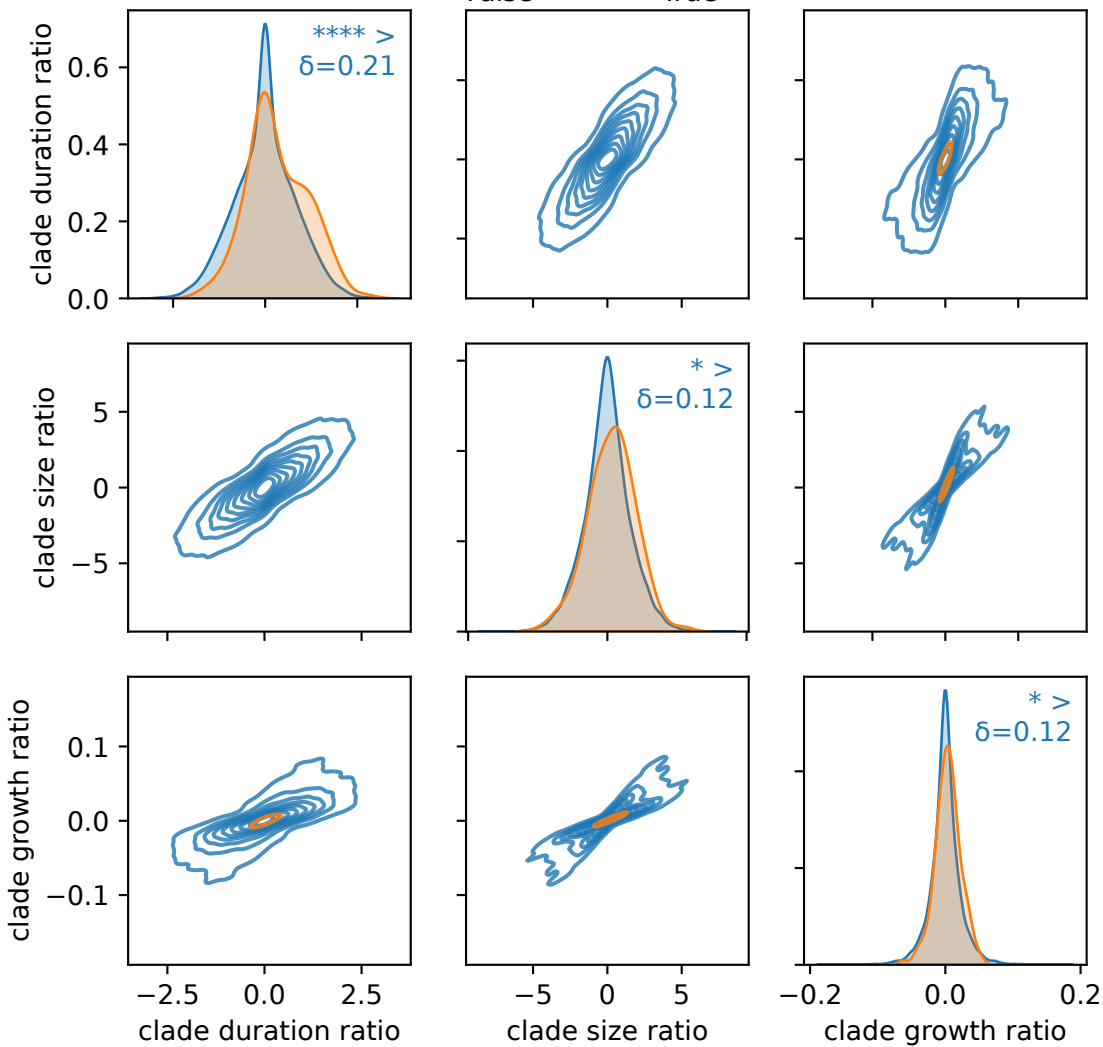 clade duration ratio
0.6
0.4
0.2
0.0
**** >
δ=0.21
clade size ratio
5
0
−5
* >
δ=0.12
clade growth ratio
0.1
0.0
−0.1
* >
δ=0.12
−2.5 0.0 2.5
−5 0 5
−0.2 0.0 0.2
clade duration ratio
clade size ratio
clade growth ratio